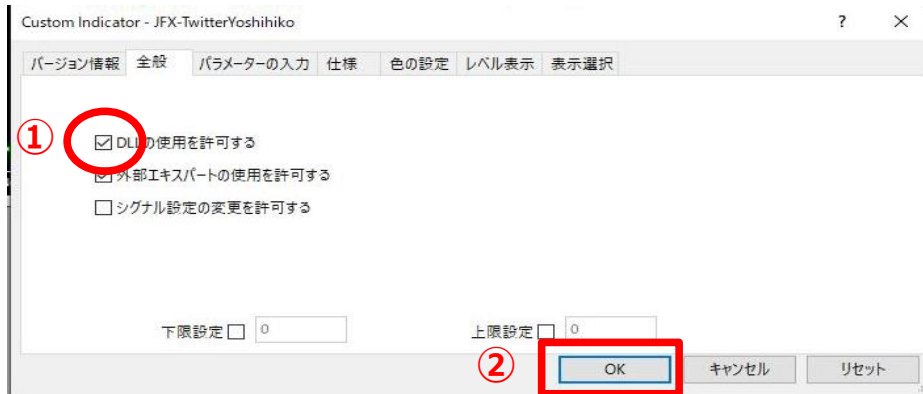 Custom Indicator - JFX-TwitterYoshihiko ? ×
バージョン情報 全般 パラメーターの入力 仕様 色の設定 レベル表示 表示選択
① DLLの使用を許可する
外部エキスパートの使用を許可する
シグナル設定の変更を許可する
下限設定 0 上限設定 0
② OK キャンセル リセット